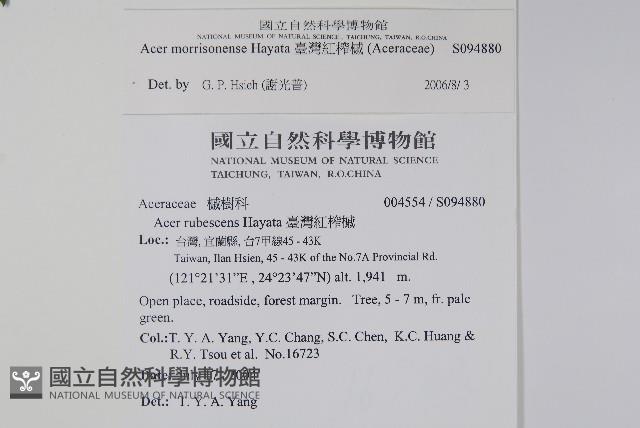 國立自然科學博物館
NATIONAL MUSEUM OF NATURAL SCIENCE, TAICHUNG, TAIWAN, R.O.CHINA
Acer morrisonense Hayata 臺灣紅榨槭 (Aceraceae) S094880
Det. by G. P. Hsieh (謝光普) 2006/8/ 3
國立自然科學博物館
NATIONAL MUSEUM OF NATURAL SCIENCE
TAICHUNG, TAIWAN, R.O.CHINA
Aceraceae 槭樹科 004554 / S094880
Acer rubescens Hayata 臺灣紅榨槭
Loc.: 台灣, 宜蘭縣, 台7甲線45 - 43K
Taiwan, Ilan Hsien, 45 - 43K of the No.7A Provincial Rd.
(121°21'31"E , 24°23'47"N) alt. 1,941 m.
Open place, roadside, forest margin. Tree, 5 - 7 m, fr. pale
green.
Col.:T. Y. A. Yang, Y.C. Chang, S.C. Chen, K.C. Huang &
R.Y. Tsou et al. No.16723
國立自然科學博物館
NATIONAL MUSEUM OF NATURAL SCIENCE
Det.: T. Y. A. Yang